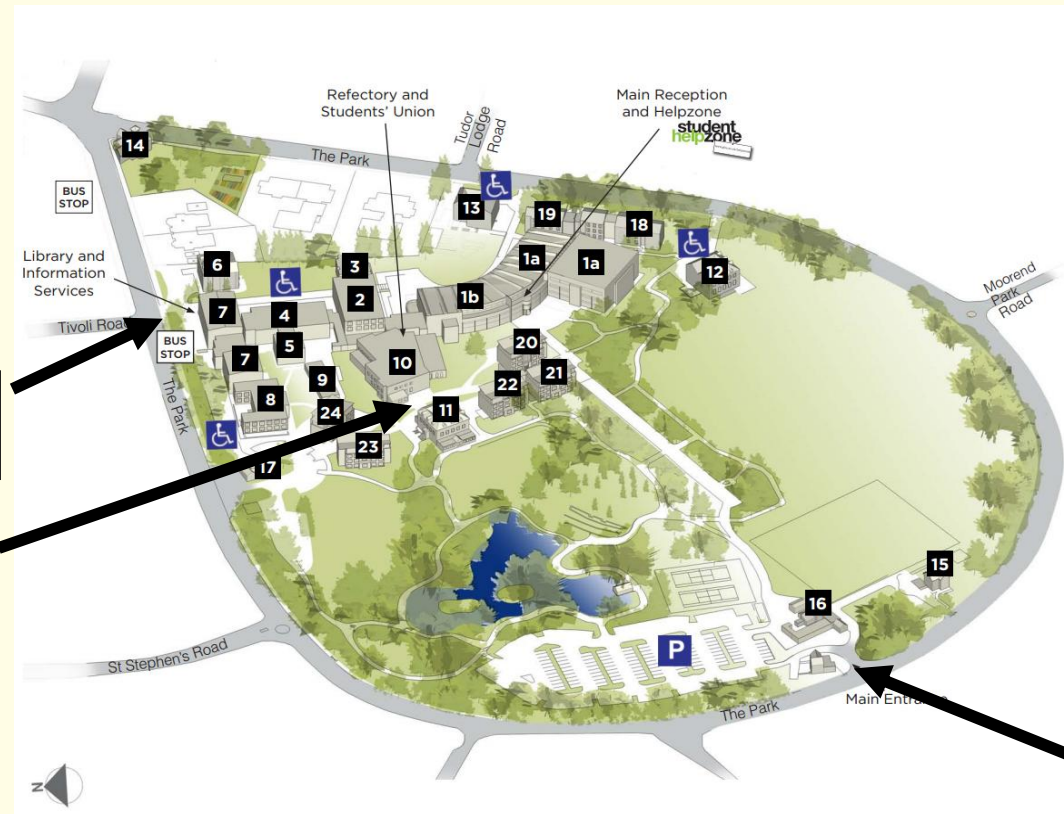 Refectory and
Students' Union
Tudor
Lodge
Road
Main Reception
and Helpzone
student
helpzone
14
The Park
BUS
STOP
13
19
18
1a
1a
12
Moorend
Park
Road
Library and
Information
Services
6
3
2
7
4
1b
Tivoli Road
BUS
STOP
5
7
10
20
21
9
22
8
24
11
The Park
23
17
15
16
P
St Stephen's Road
Main Entrance
The Park
N